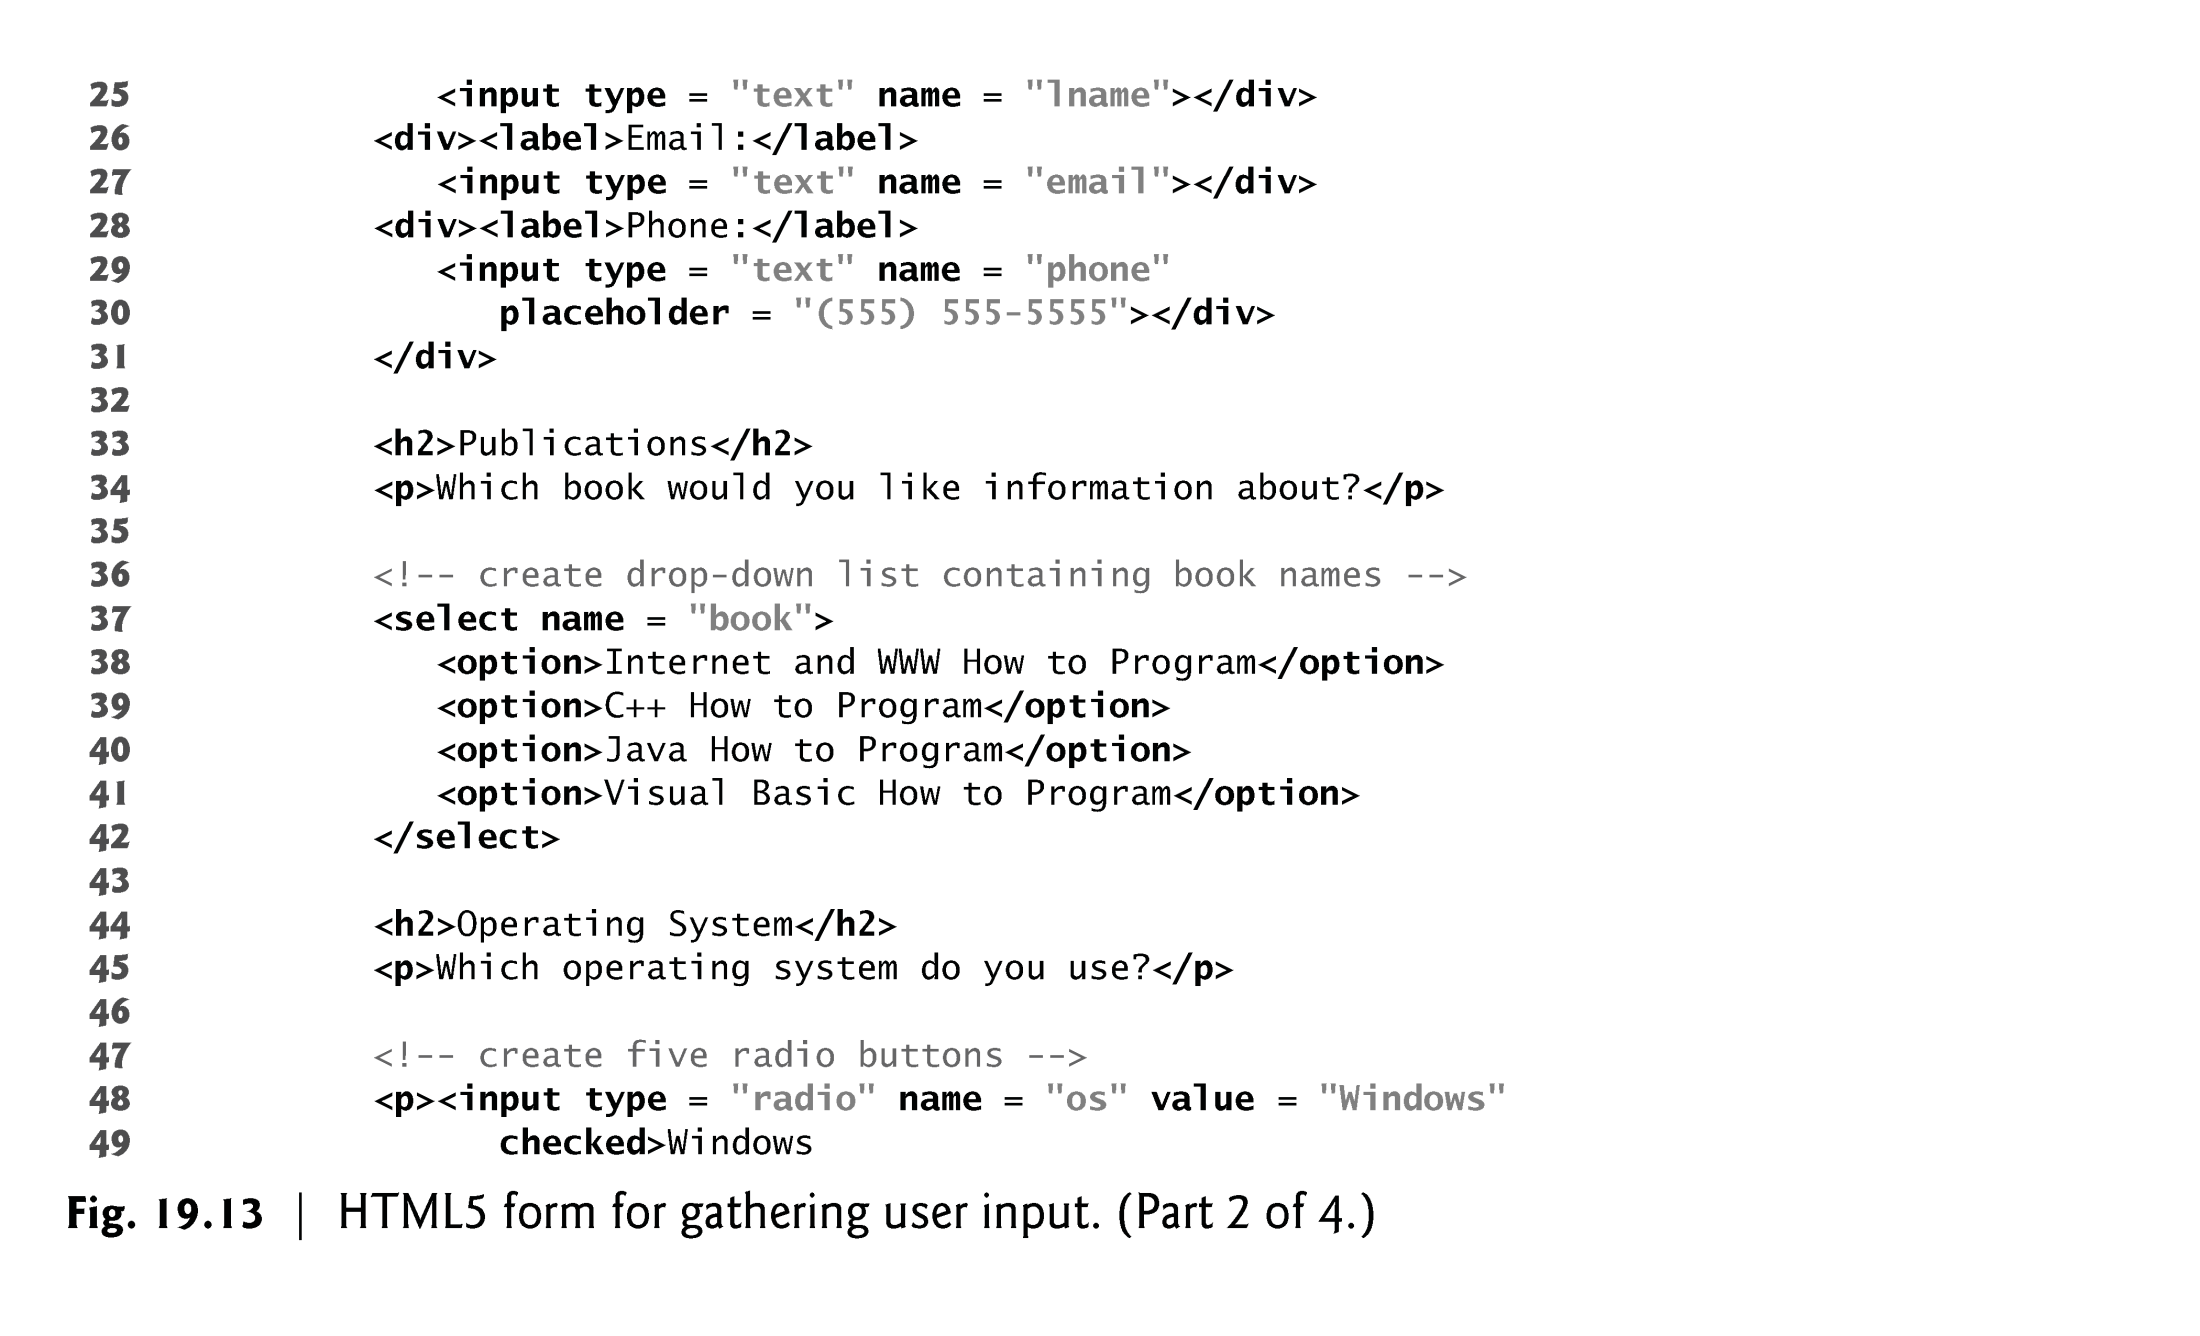 25 <input type = "text" name = "lname"></div>
26 <div><label>Email:</label>
27 <input type = "text" name = "email"></div>
28 <div><label>Phone:</label>
29 <input type = "text" name = "phone"
30 placeholder = "(555) 555-5555"></div>
31 </div>
32
33 <h2>Publications</h2>
34 <p>Which book would you like information about?</p>
35
36 <!-- create drop-down list containing book names -->
37 <select name = "book">
38 <option>Internet and WWW How to Program</option>
39 <option>C++ How to Program</option>
40 <option>Java How to Program</option>
41 <option>Visual Basic How to Program</option>
42 </select>
43
44 <h2>Operating System</h2>
45 <p>Which operating system do you use?</p>
46
47 <!-- create five radio buttons -->
48 <p><input type = "radio" name = "os" value = "Windows"
49 checked>Windows
Fig. 19.13 | HTML5 form for gathering user input. (Part 2 of 4.)